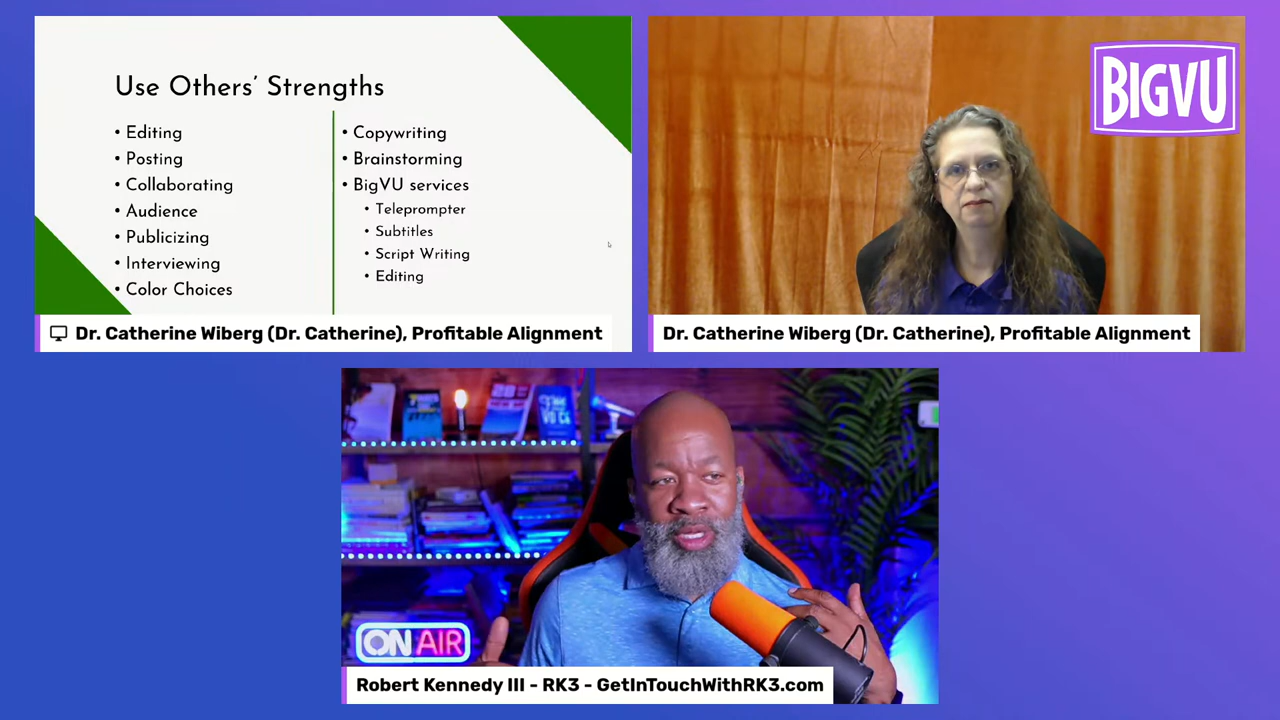 Use Others’ Strengths
• Editing
• Posting
• Collaborating
• Audience
• Publicizing
• Interviewing
• Color Choices
• Copywriting
• Brainstorming
• BigVU services
• Teleprompter
• Subtitles
• Script Writing
• Editing
Dr. Catherine Wiberg (Dr. Catherine), Profitable Alignment
BIGVU
Dr. Catherine Wiberg (Dr. Catherine), Profitable Alignment
VOICE
ON AIR
Robert Kennedy III - RK3 - GetInTouchWithRK3.com